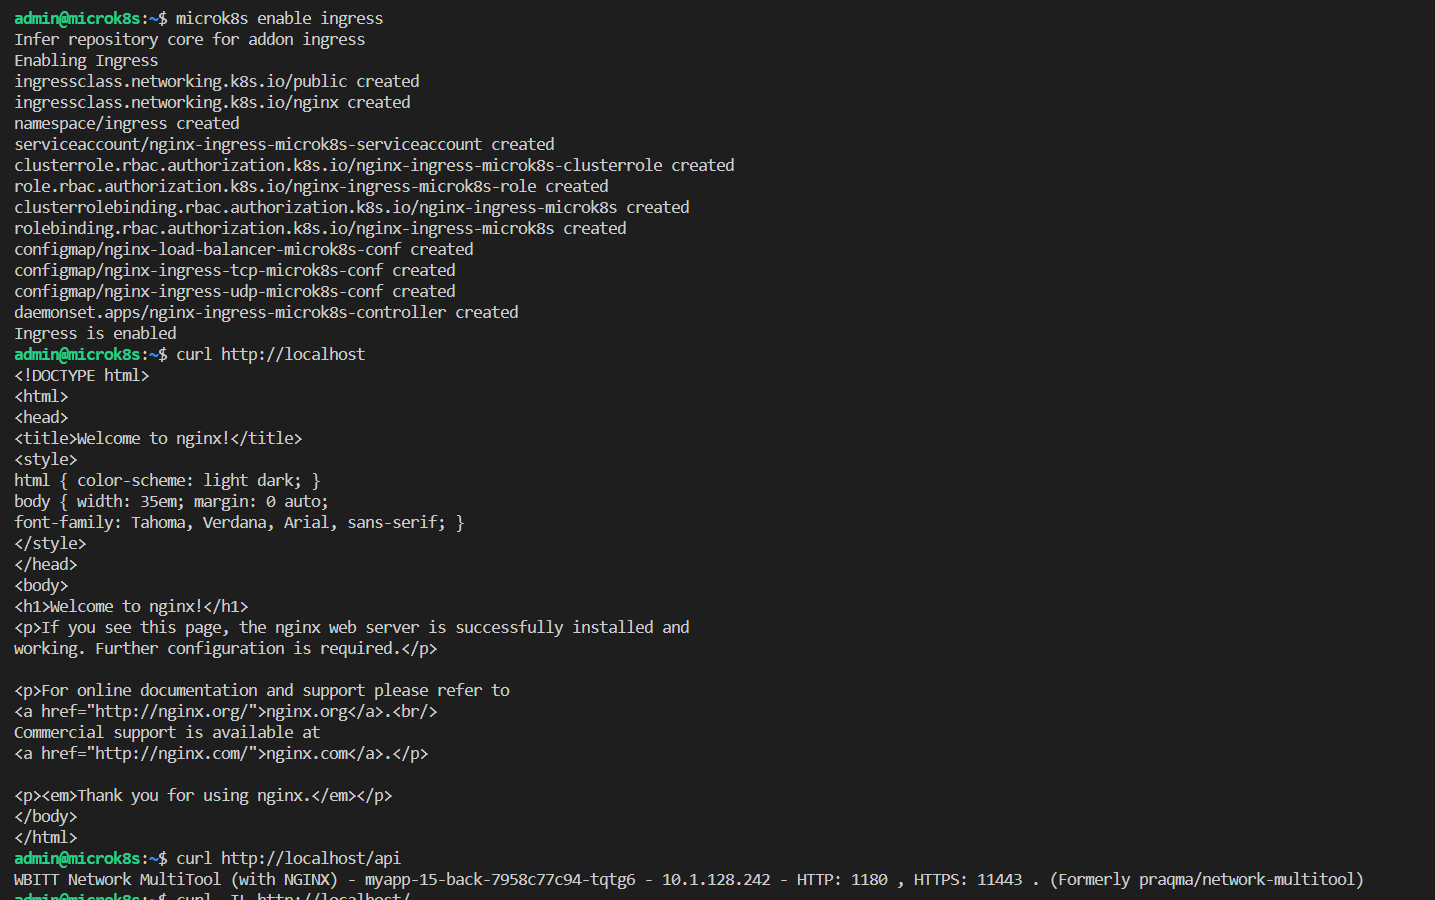 admin@microk8s:~$ microk8s enable ingress
Infer repository core for addon ingress
Enabling Ingress
ingressclass.networking.k8s.io/public created
ingressclass.networking.k8s.io/nginx created
namespace/ingress created
serviceaccount/nginx-ingress-microk8s-serviceaccount created
clusterrole.rbac.authorization.k8s.io/nginx-ingress-microk8s-clusterrole created
role.rbac.authorization.k8s.io/nginx-ingress-microk8s-role created
clusterrolebinding.rbac.authorization.k8s.io/nginx-ingress-microk8s created
rolebinding.rbac.authorization.k8s.io/nginx-ingress-microk8s created
configmap/nginx-load-balancer-microk8s-conf created
configmap/nginx-ingress-tcp-microk8s-conf created
configmap/nginx-ingress-udp-microk8s-conf created
daemonset.apps/nginx-ingress-microk8s-controller created
Ingress is enabled
admin@microk8s:~$ curl http://localhost
<!DOCTYPE html>
<html>
<head>
<title>Welcome to nginx!</title>
<style>
html { color-scheme: light dark; }
body { width: 35em; margin: 0 auto;
font-family: Tahoma, Verdana, Arial, sans-serif; }
</style>
</head>
<body>
<h1>Welcome to nginx!</h1>
<p>If you see this page, the nginx web server is successfully installed and
working. Further configuration is required.</p>

<p>For online documentation and support please refer to
<a href="http://nginx.org/">nginx.org</a>.<br/>
Commercial support is available at
<a href="http://nginx.com/">nginx.com</a>.</p>

<p><em>Thank you for using nginx.</em></p>
</body>
</html>
admin@microk8s:~$ curl http://localhost/api
WBITT Network MultiTool (with NGINX) - myapp-15-back-7958c77c94-tqtg6 - 10.1.128.242 - HTTP: 1180 , HTTPS: 11443 . (Formerly praqma/network-multitool)
admin@microk8s:~$ curl http://localhost/